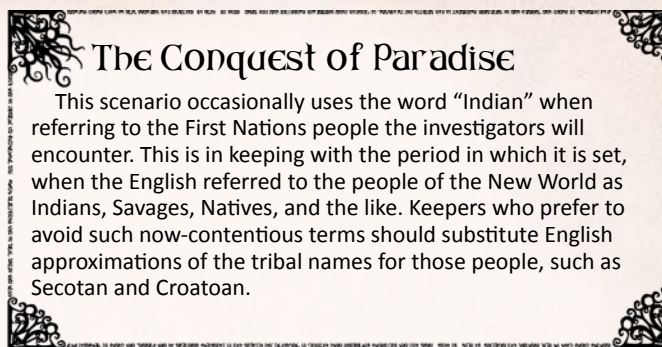 The Conquest of Paradise
This scenario occasionally uses the word “Indian” when
referring to the First Nations people the investigators will
encounter. This is in keeping with the period in which it is set,
when the English referred to the people of the New World as
Indians, Savages, Natives, and the like. Keepers who prefer to
avoid such now-contentious terms should substitute English
approximations of the tribal names for those people, such as
Secotan and Croatoan.